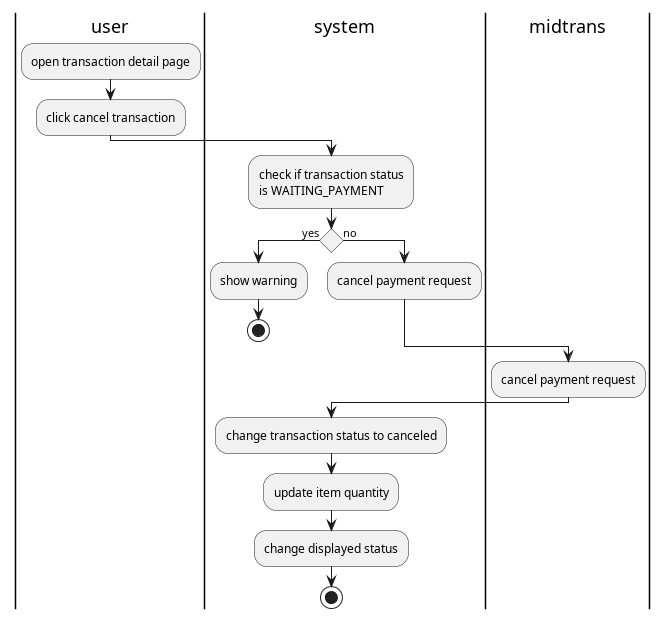 user
system
midtrans
open transaction detail page
click cancel transaction
check if transaction status
is WAITING_PAYMENT
yes
no
show warning
cancel payment request
cancel payment request
change transaction status to canceled
update item quantity
change displayed status